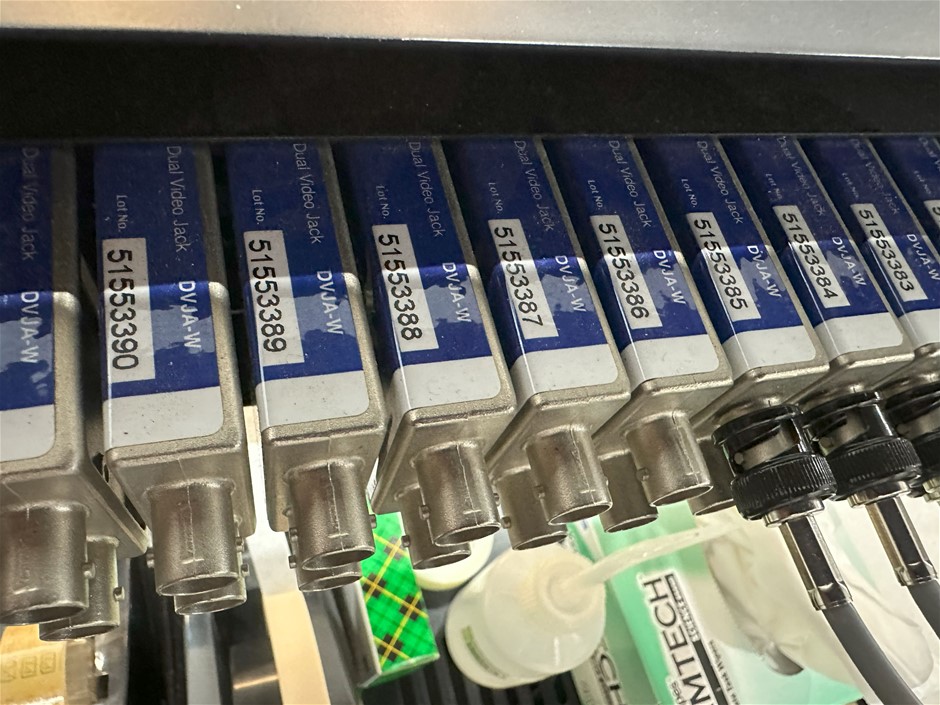 Dual Video Jack
DVJA-W
Dual Video Jack
Lot No.
51553390
DVJA-W
Dual Video Jack
Lot No.
51553389
DVJA-W
Dual Video Jack
Lot No.
51553388
DVJA-W
Dual Video Jack
Lot No.
51553387
DVJA-W
Dual Video Jack
Lot No.
51553386
DVJA-W
Dual Video Jack
Lot No.
51553385
DVJA-W
Dual Video Jack
Lot No.
51553384
DVJA-W
Dual Video Jack
Lot No.
51553383
DVJA-W
MTECH